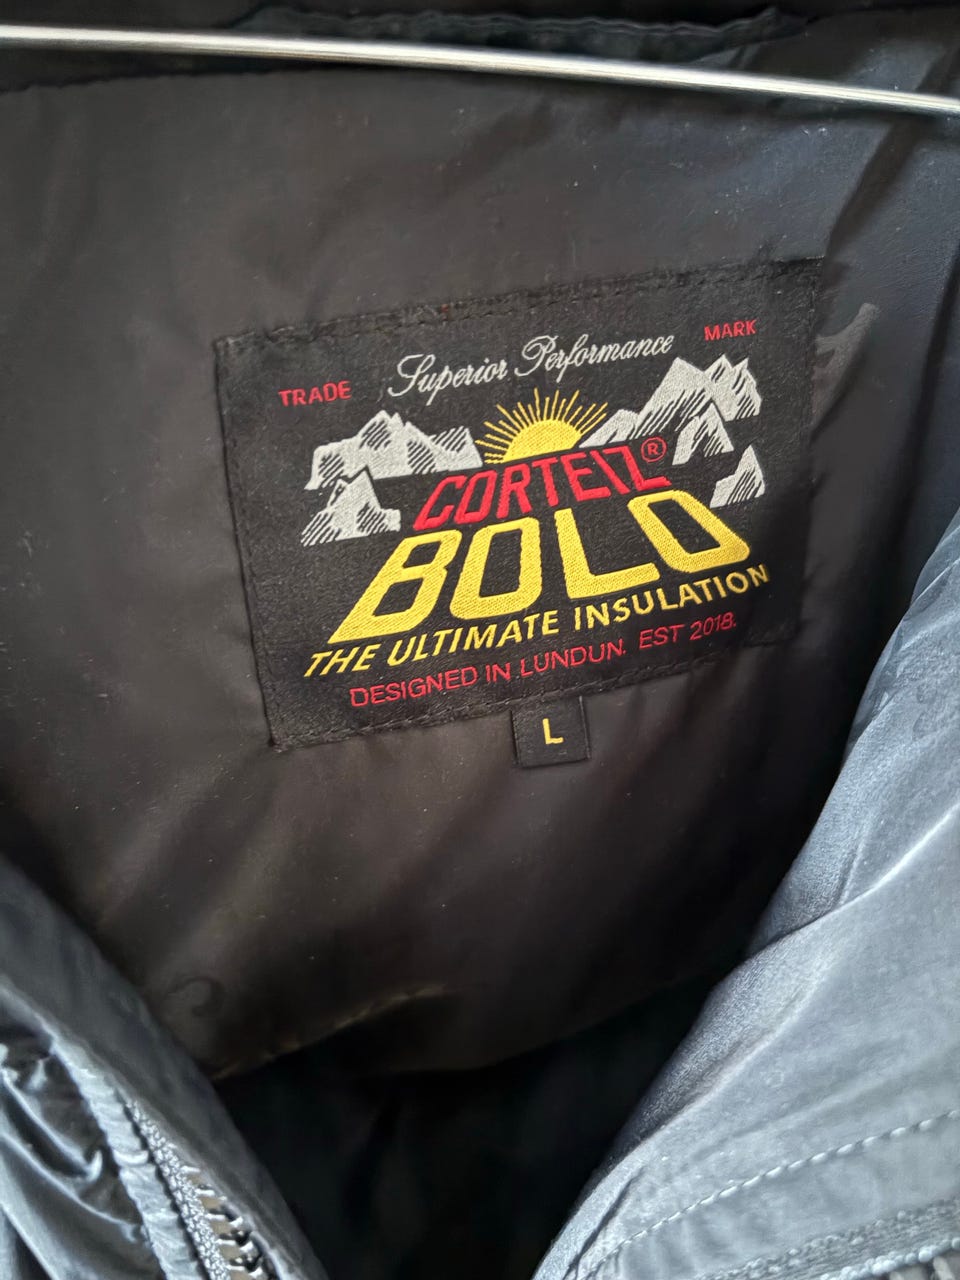 TRADE Superior Performance MARK
CORTEIZ®
BOLO
THE ULTIMATE INSULATION
DESIGNED IN LUNDUN. EST 2018.
L